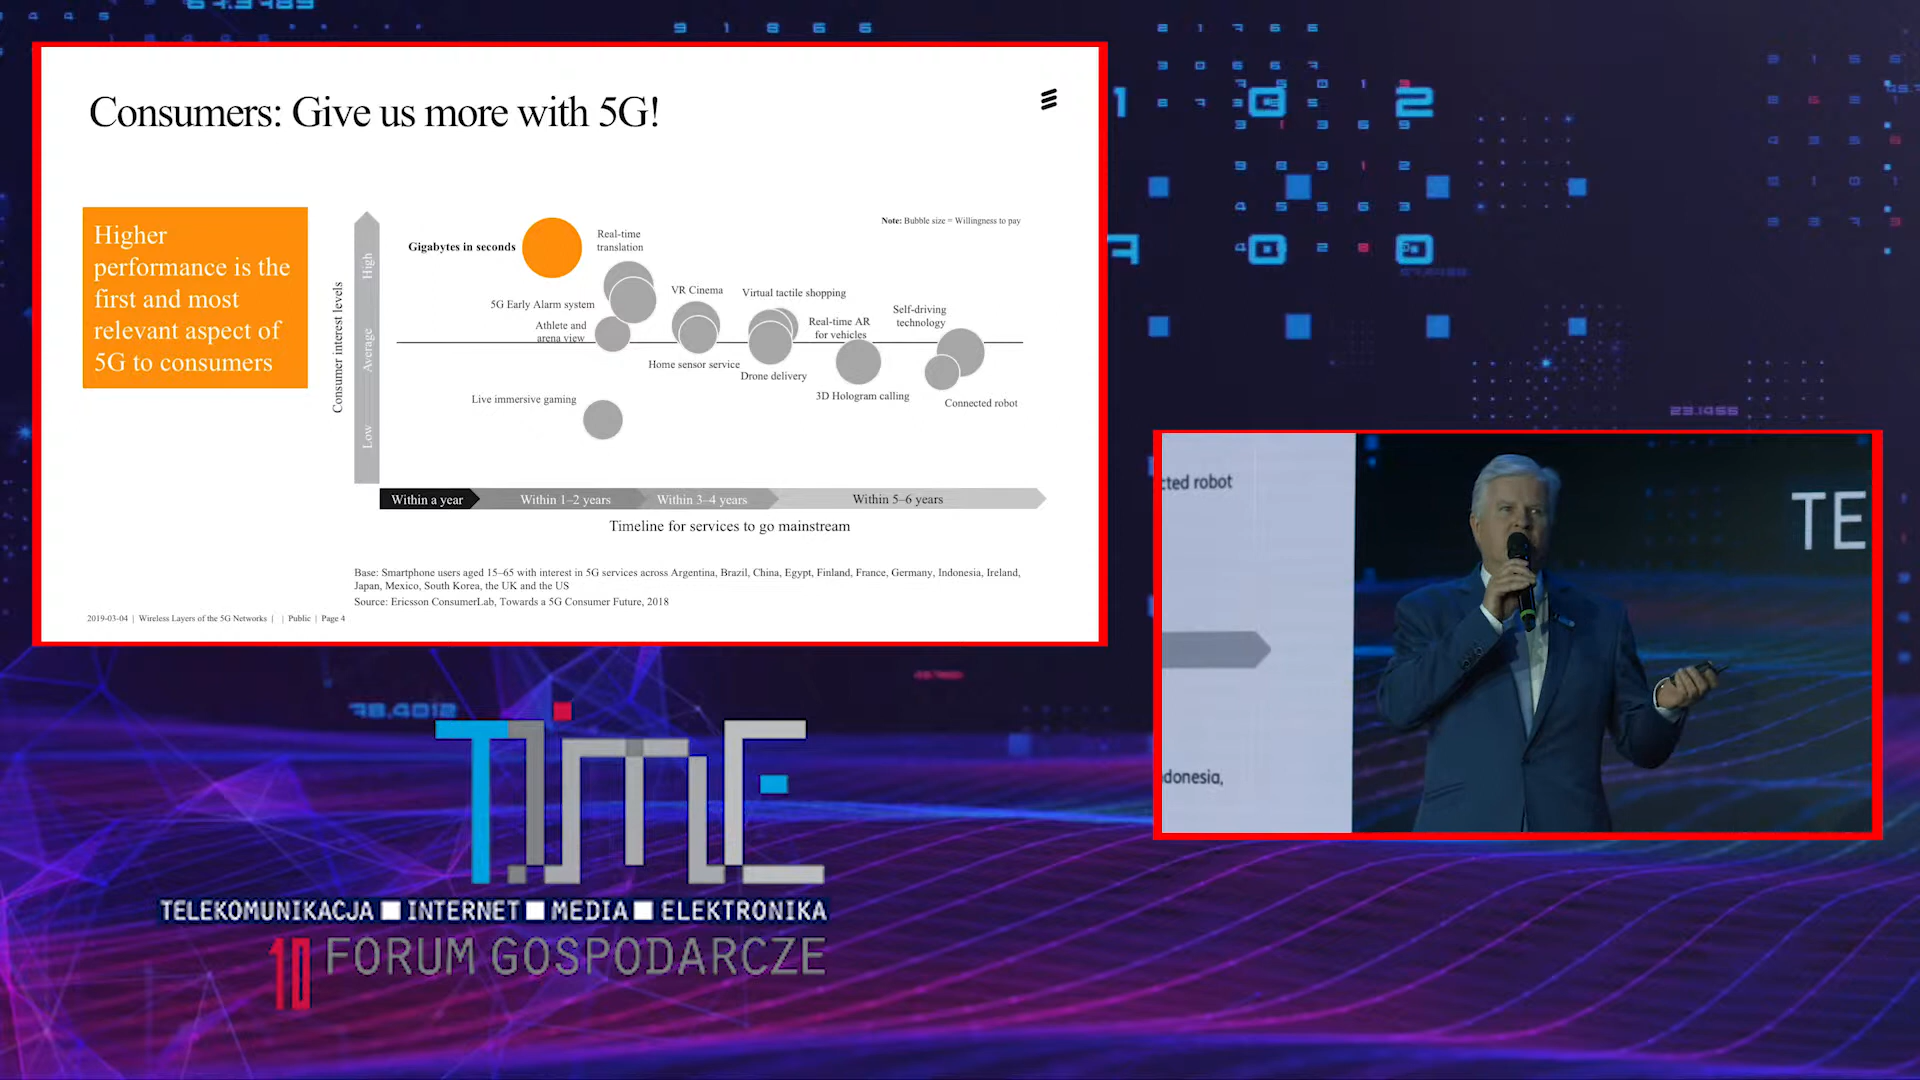 Consumers: Give us more with 5G!
Higher
performance is the
first and most
relevant aspect of
5G to consumers
Note: Bubble size = Willingness to pay
Consumer interest levels
High
Average
Low
Gigabytes in seconds
Real-time
translation
5G Early Alarm system
Athlete and
arena view
VR Cinema
Virtual tactile shopping
Real-time AR
for vehicles
Self-driving
technology
Home sensor service
Drone delivery
3D Hologram calling
Connected robot
Live immersive gaming
Within a year
Within 1–2 years
Within 3–4 years
Within 5–6 years
Timeline for services to go mainstream
Base: Smartphone users aged 15–65 with interest in 5G services across Argentina, Brazil, China, Egypt, Finland, France, Germany, Indonesia, Ireland,
Japan, Mexico, South Korea, the UK and the US
Source: Ericsson ConsumerLab, Towards a 5G Consumer Future, 2018
2019-03-04 | Wireless Layers of the 5G Networks | | Public | Page 4
cted robot
TE
donesia,
78.4012
23.1455
TIME
TELEKOMUNIKACJA ■ INTERNET ■ MEDIA ■ ELEKTRONIKA
10 FORUM GOSPODARCZE